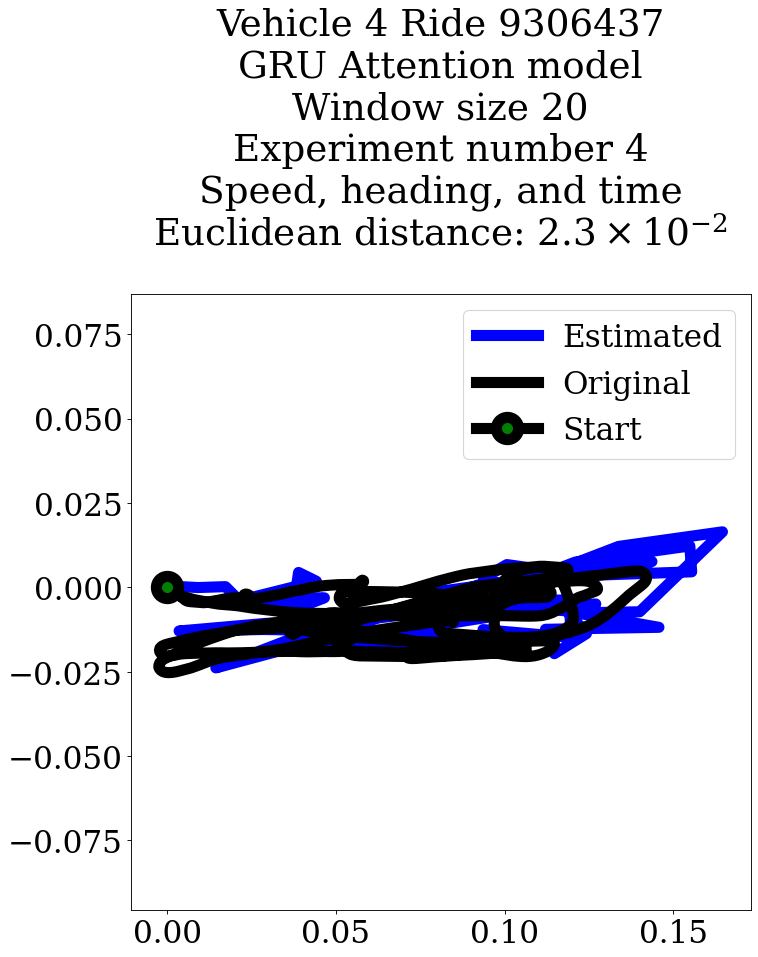 Vehicle 4 Ride 9306437
GRU Attention model
Window size 20
Experiment number 4
Speed, heading, and time
Euclidean distance: 2.3 × 10⁻²
Estimated
Original
Start
0.075
0.050
0.025
0.000
−0.025
−0.050
−0.075
0.00 0.05 0.10 0.15